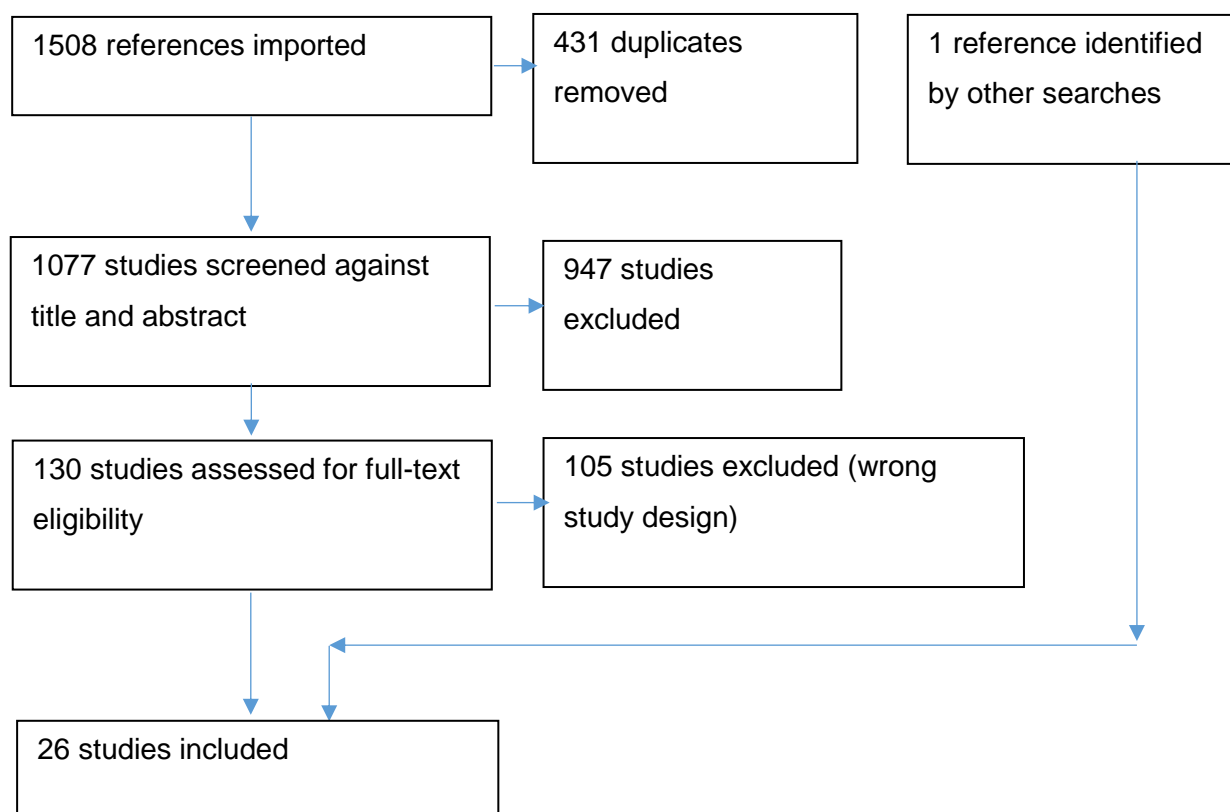 1508 references imported
431 duplicates
removed
1 reference identified
by other searches
1077 studies screened against
title and abstract
947 studies
excluded
130 studies assessed for full-text
eligibility
105 studies excluded (wrong
study design)
26 studies included